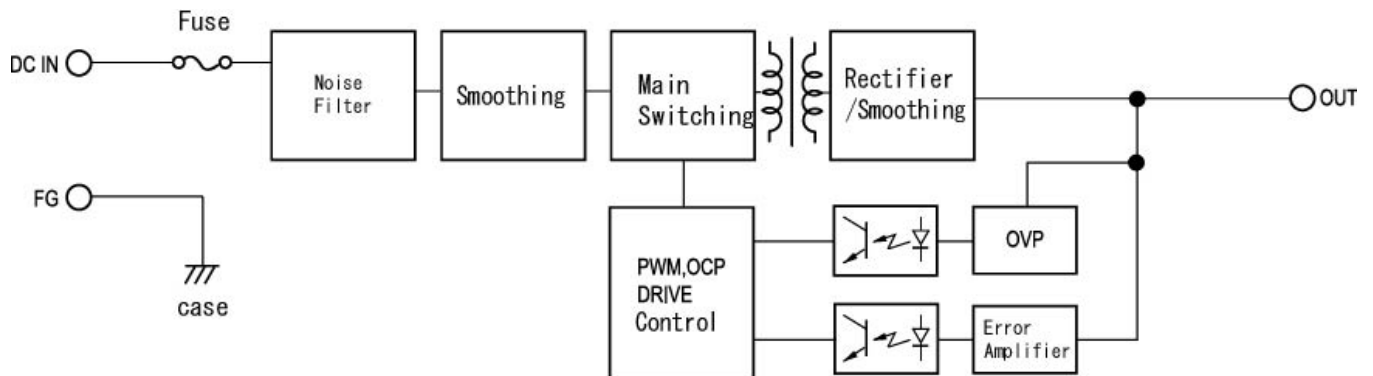 Fuse
DC IN
Noise
Filter
Smoothing
Main
Switching
Rectifier
/Smoothing
OUT
FG
case
PWM,OCP
DRIVE
Control
OVP
Error
Amplifier